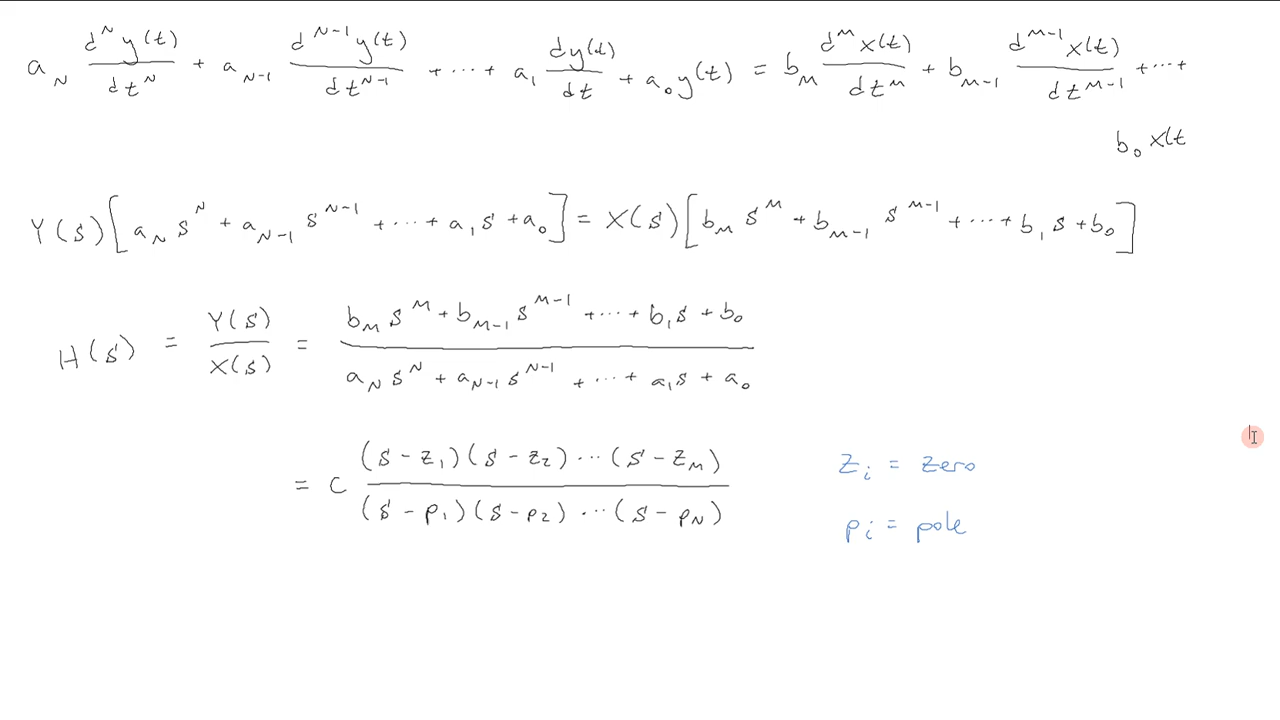 a_N d^N y(t)/dt^N + a_{N-1} d^{N-1} y(t)/dt^{N-1} + ... + a_1 dy(t)/dt + a_0 y(t) = b_M d^M x(t)/dt^M + b_{M-1} d^{M-1} x(t)/dt^{M-1} + ... +
b_0 x(t
Y(s)[a_N s^N + a_{N-1} s^{N-1} + ... + a_1 s + a_0] = X(s)[b_M s^M + b_{M-1} s^{M-1} + ... + b_1 s + b_0]
H(s) = Y(s)/X(s) = (b_M s^M + b_{M-1} s^{M-1} + ... + b_1 s + b_0)/(a_N s^N + a_{N-1} s^{N-1} + ... + a_1 s + a_0)
= C (s - z_1)(s - z_2) ... (s - z_M)/(s - p_1)(s - p_2) ... (s - p_N)
z_i = zero
p_i = pole